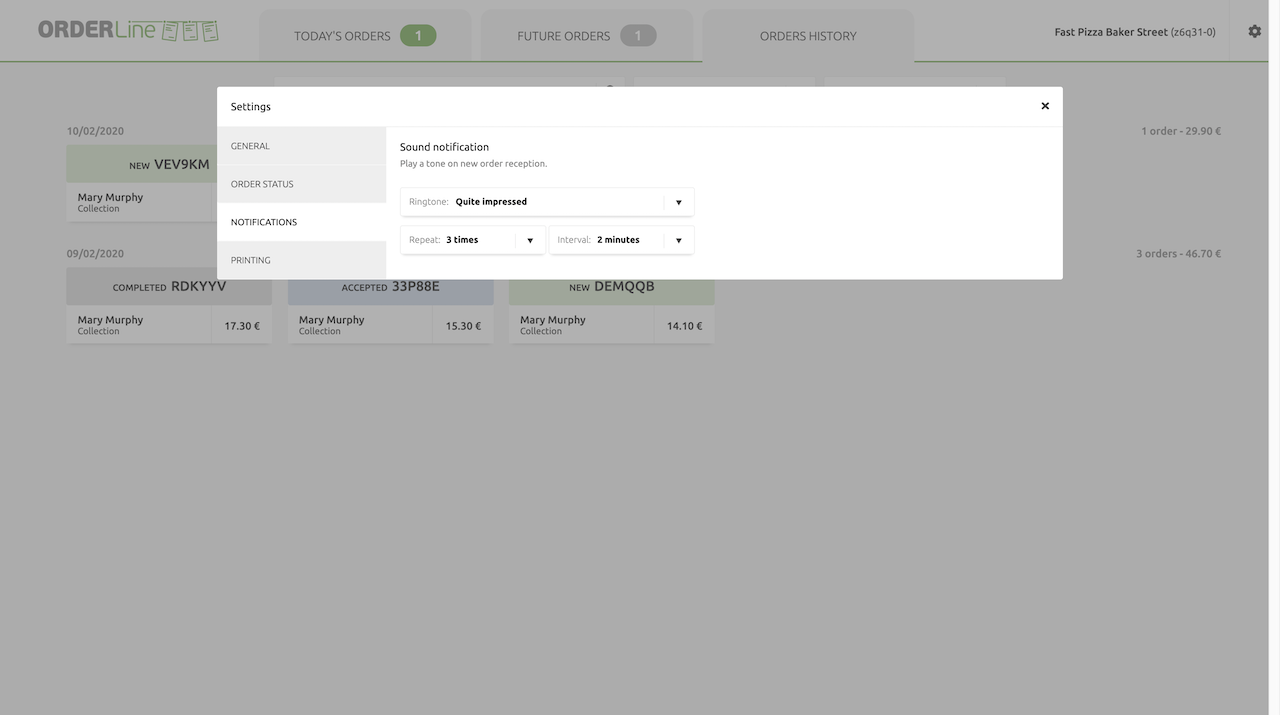 ORDERLine
TODAY'S ORDERS 1
FUTURE ORDERS 1
ORDERS HISTORY
Fast Pizza Baker Street (z6q31-0)
Settings
GENERAL
ORDER STATUS
NOTIFICATIONS
PRINTING
Sound notification
Play a tone on new order reception.
Ringtone: Quite impressed
Repeat: 3 times
Interval: 2 minutes
10/02/2020
1 order - 29.90 €
NEW VEV9KM
Mary Murphy
Collection
09/02/2020
3 orders - 46.70 €
COMPLETED RDKYYV
Mary Murphy
Collection
17.30 €
ACCEPTED 33P88E
Mary Murphy
Collection
15.30 €
NEW DEMQQB
Mary Murphy
Collection
14.10 €